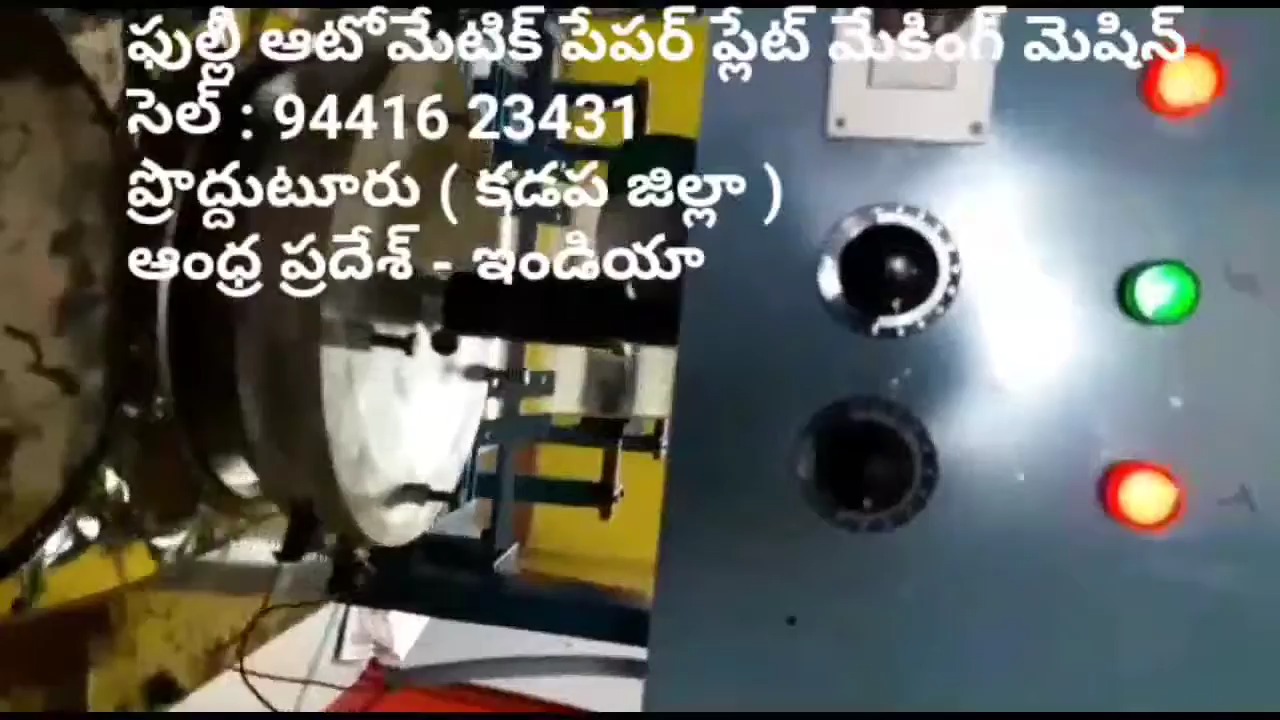 ఫుల్లీ ఆటోమేటిక్ పేపర్ ప్లేట్ మేకింగ్ మెషిన్
సెల్ : 94416 23431
ప్రొద్దుటూరు ( కడప జిల్లా )
ఆంధ్ర ప్రదేశ్ - ఇండియా